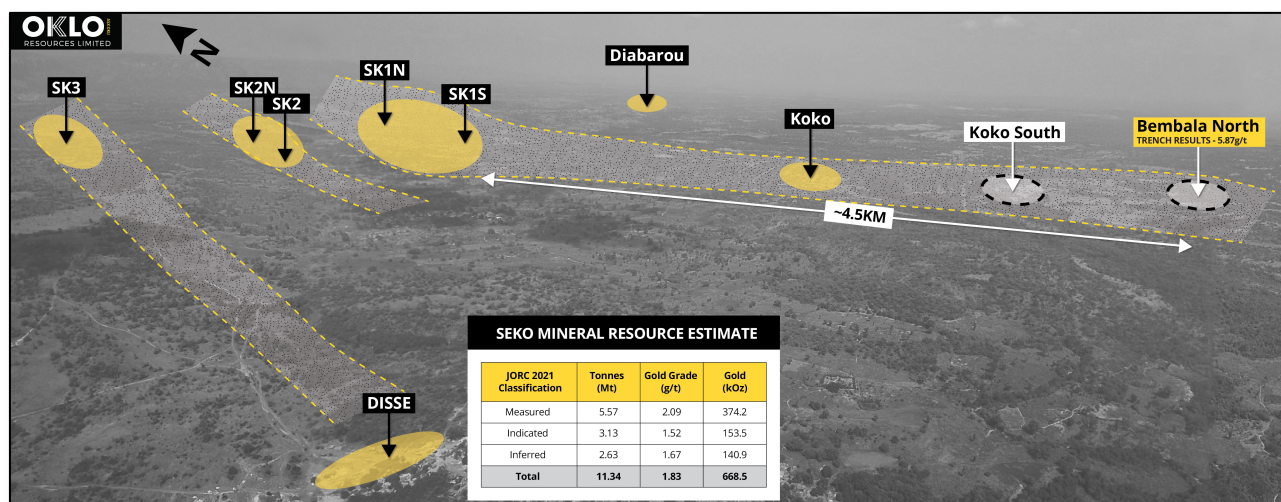 OKLO
RESOURCES LIMITED
N
Diabarou
SK1N
SK3
SK2N
SK1S
SK2
Koko
Koko South
Bembala North
TRENCH RESULTS - 5.87g/t
~4.5KM
SEKO MINERAL RESOURCE ESTIMATE
JORC 2021 Classification Tonnes (Mt) Gold Grade (g/t) Gold (kOz)
Measured 5.57 2.09 374.2
Indicated 3.13 1.52 153.5
Inferred 2.63 1.67 140.9
Total 11.34 1.83 668.5
DISSE